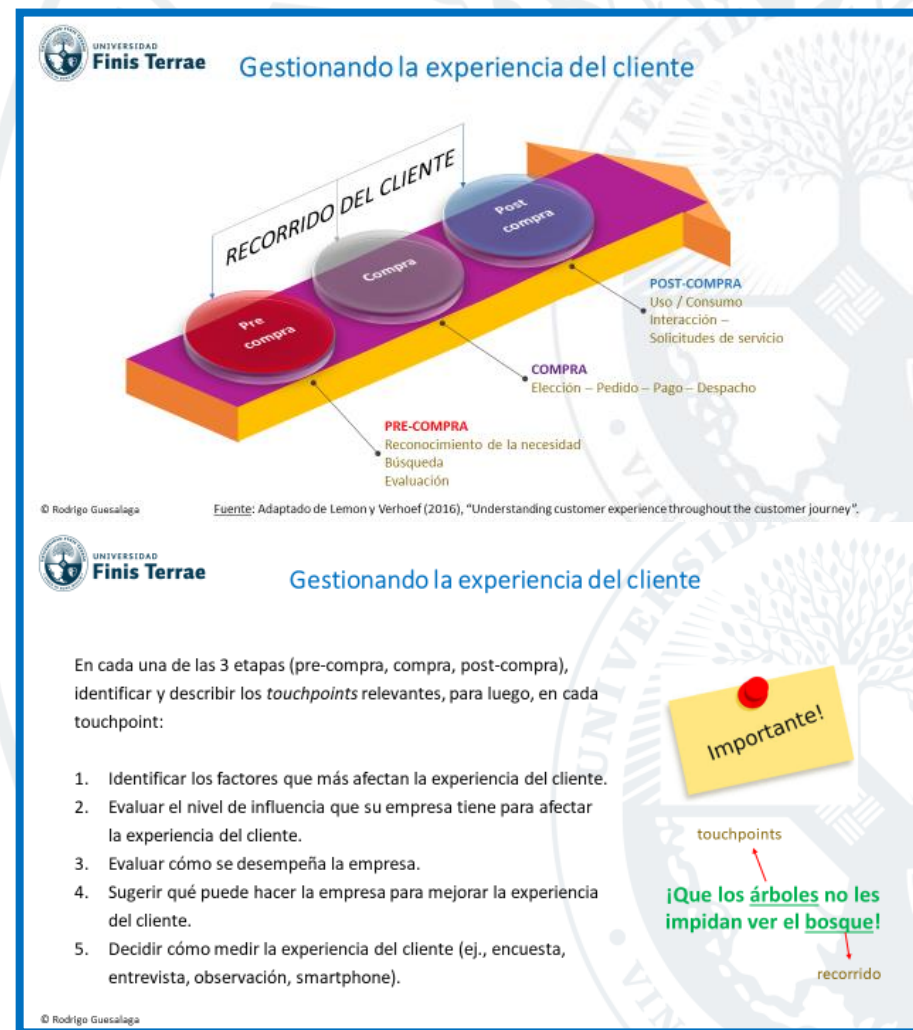 UNIVERSIDAD
Finis Terrae
Gestionando la experiencia del cliente
RECORRIDO DEL CLIENTE
Pre
compra
Compra
Post
compra
POST-COMPRA
Uso / Consumo
Interacción –
Solicitudes de servicio
COMPRA
Elección – Pedido – Pago – Despacho
PRE-COMPRA
Reconocimiento de la necesidad
Búsqueda
Evaluación
© Rodrigo Guesalaga
Fuente: Adaptado de Lemon y Verhoef (2016), “Understanding customer experience throughout the customer journey”.
UNIVERSIDAD
Finis Terrae
Gestionando la experiencia del cliente
En cada una de las 3 etapas (pre-compra, compra, post-compra),
identificar y describir los touchpoints relevantes, para luego, en cada
touchpoint:
1. Identificar los factores que más afectan la experiencia del cliente.
2. Evaluar el nivel de influencia que su empresa tiene para afectar
la experiencia del cliente.
3. Evaluar cómo se desempeña la empresa.
4. Sugerir qué puede hacer la empresa para mejorar la experiencia
del cliente.
5. Decidir cómo medir la experiencia del cliente (ej., encuesta,
entrevista, observación, smartphone).
Importante!
touchpoints
¡Que los árboles no les
impidan ver el bosque!
recorrido
© Rodrigo Guesalaga